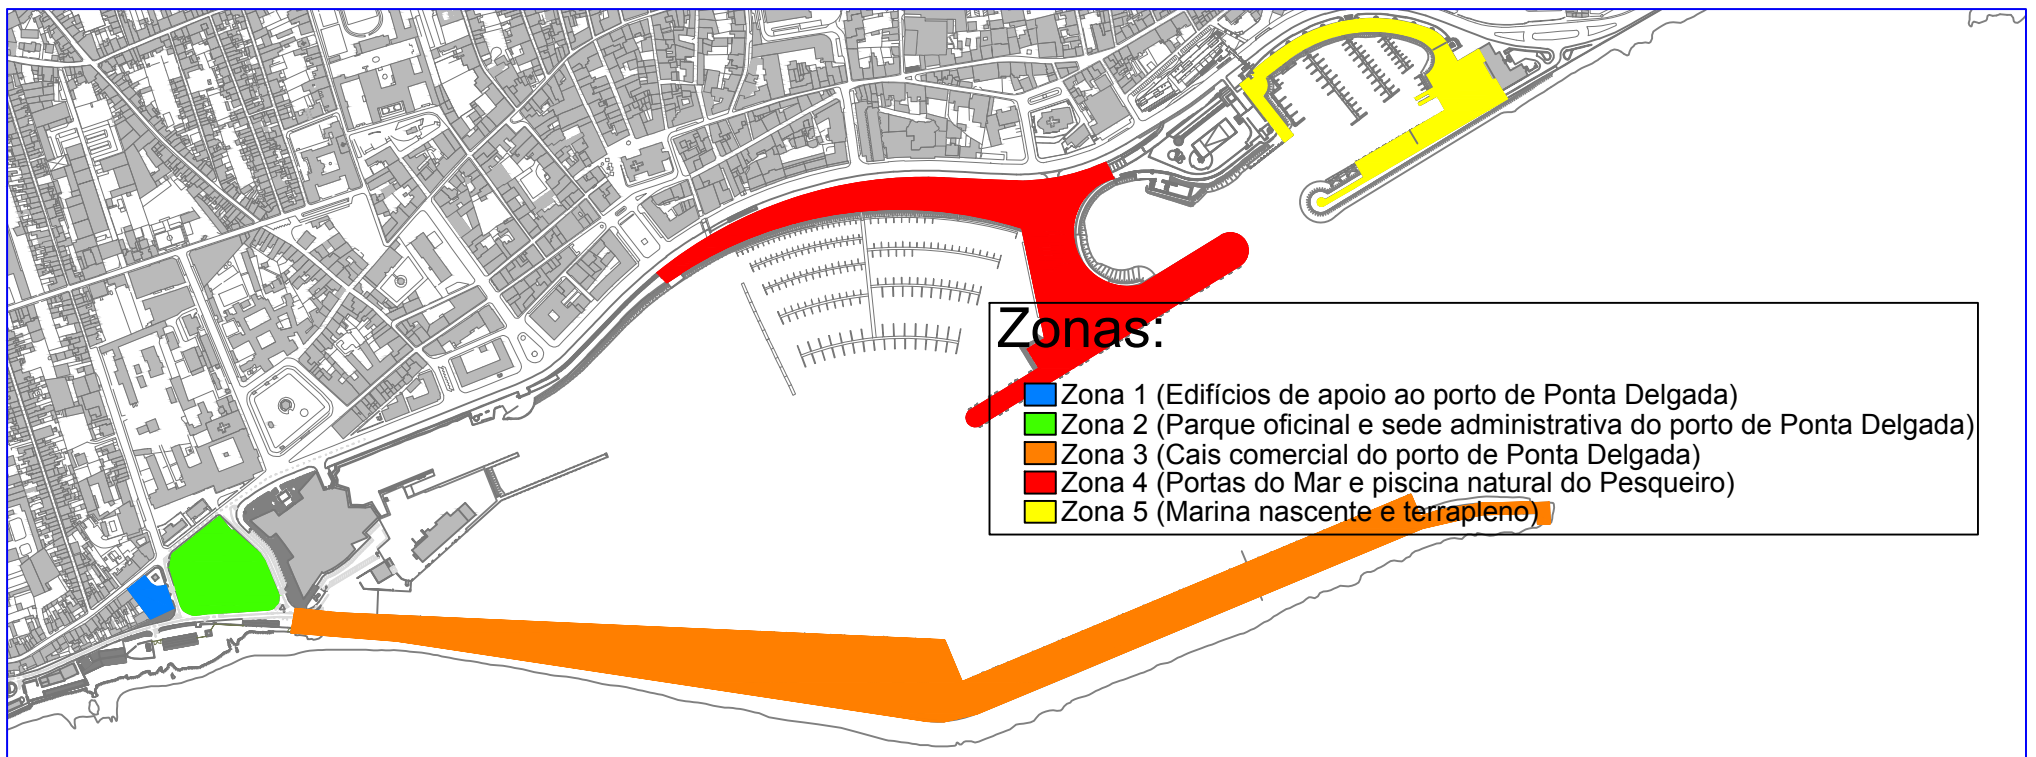 Zonas:
Zona 1 (Edifícios de apoio ao porto de Ponta Delgada)
Zona 2 (Parque oficinal e sede administrativa do porto de Ponta Delgada)
Zona 3 (Cais comercial do porto de Ponta Delgada)
Zona 4 (Portas do Mar e piscina natural do Pesqueiro)
Zona 5 (Marina nascente e terrapleno)
4